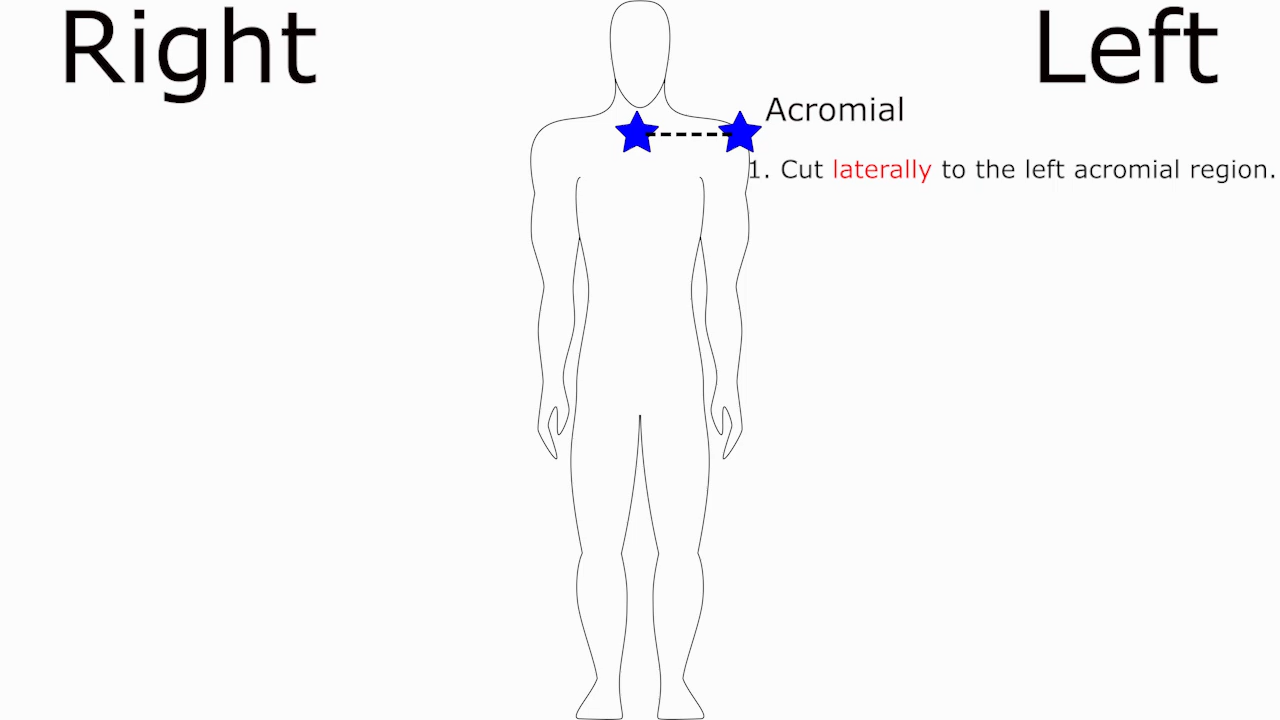 Right
Left
Acromial
1. Cut laterally to the left acromial region.